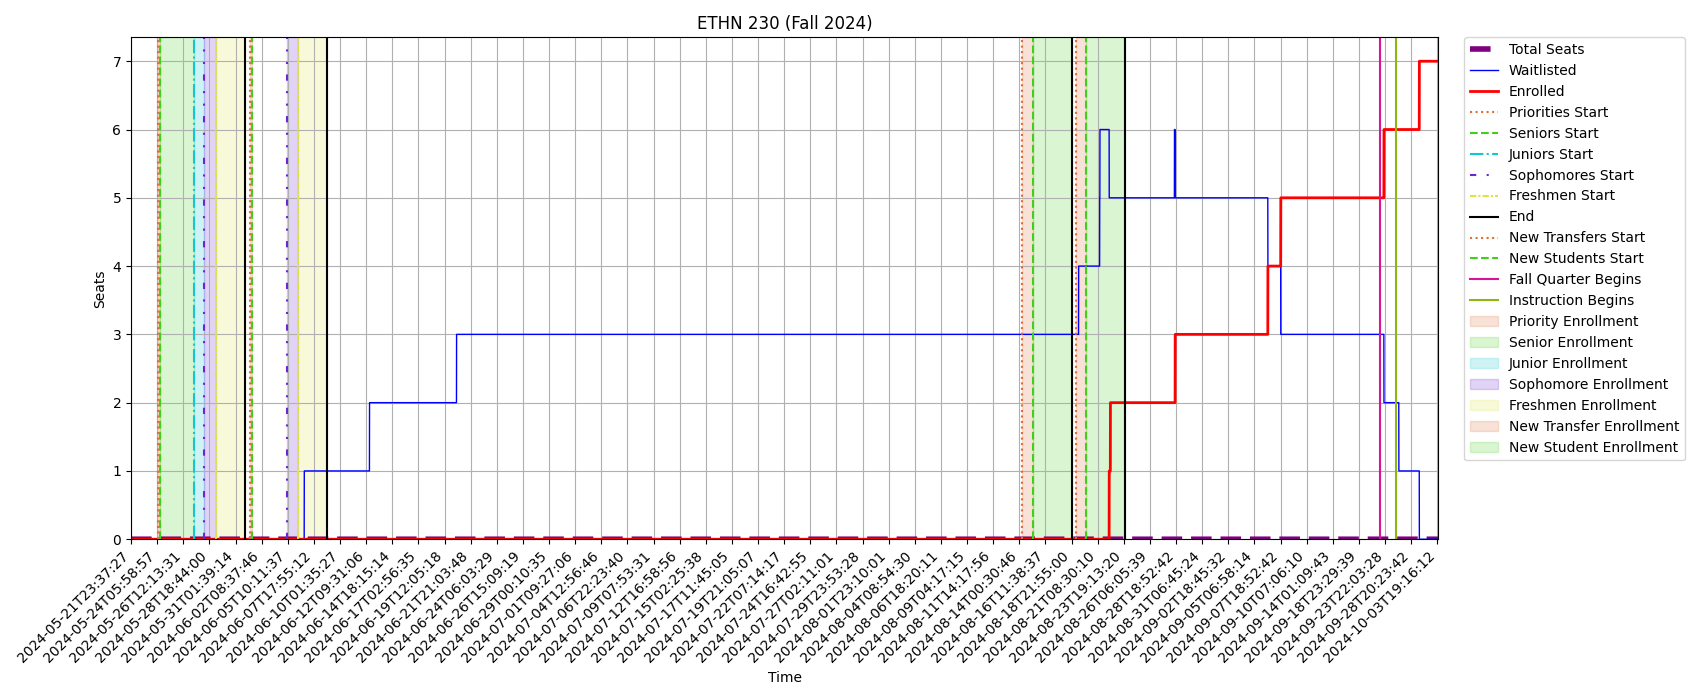 ETHN 230 (Fall 2024)
Seats
7
6
5
4
3
2
1
0
2024-05-21T23:37:27
2024-05-24T05:58:57
2024-05-26T12:13:31
2024-05-28T18:44:00
2024-05-31T01:39:14
2024-06-02T08:37:46
2024-06-05T10:11:37
2024-06-07T17:55:12
2024-06-10T01:35:27
2024-06-12T09:31:06
2024-06-14T18:15:14
2024-06-17T02:56:35
2024-06-19T12:05:18
2024-06-21T21:03:48
2024-06-24T06:03:29
2024-06-26T15:09:19
2024-06-29T00:10:35
2024-07-01T09:27:06
2024-07-04T12:56:46
2024-07-06T22:23:40
2024-07-09T07:53:31
2024-07-12T16:58:56
2024-07-15T02:25:38
2024-07-17T11:45:05
2024-07-19T21:05:07
2024-07-22T07:14:17
2024-07-24T16:42:55
2024-07-27T02:11:01
2024-07-29T23:53:28
2024-08-01T23:10:01
2024-08-04T08:54:30
2024-08-06T18:20:11
2024-08-09T04:17:15
2024-08-11T14:17:56
2024-08-14T00:30:46
2024-08-16T11:38:37
2024-08-18T21:55:00
2024-08-21T08:30:10
2024-08-23T19:13:20
2024-08-26T06:05:39
2024-08-28T18:52:42
2024-08-31T06:45:24
2024-09-02T18:45:32
2024-09-05T06:58:14
2024-09-07T18:52:42
2024-09-10T07:06:10
2024-09-14T01:09:43
2024-09-18T23:29:39
2024-09-23T22:03:28
2024-09-28T20:23:42
2024-10-03T19:16:12
Time
Total Seats
Waitlisted
Enrolled
Priorities Start
Seniors Start
Juniors Start
Sophomores Start
Freshmen Start
End
New Transfers Start
New Students Start
Fall Quarter Begins
Instruction Begins
Priority Enrollment
Senior Enrollment
Junior Enrollment
Sophomore Enrollment
Freshmen Enrollment
New Transfer Enrollment
New Student Enrollment